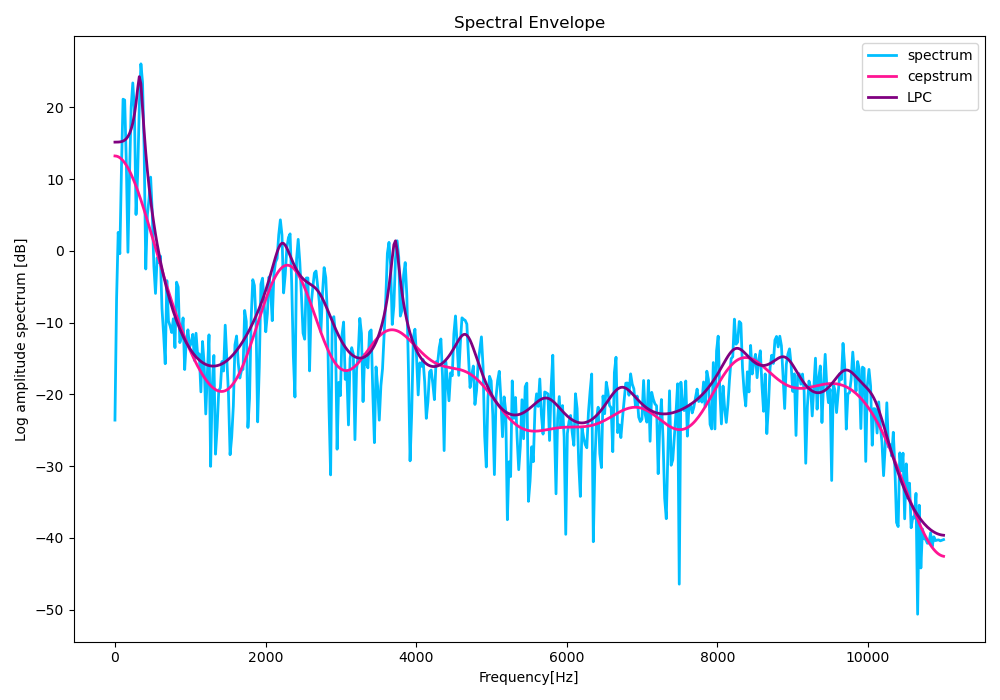 Spectral Envelope
spectrum
cepstrum
LPC
Log amplitude spectrum [dB]
20
10
0
−10
−20
−30
−40
−50
0 2000 4000 6000 8000 10000
Frequency[Hz]